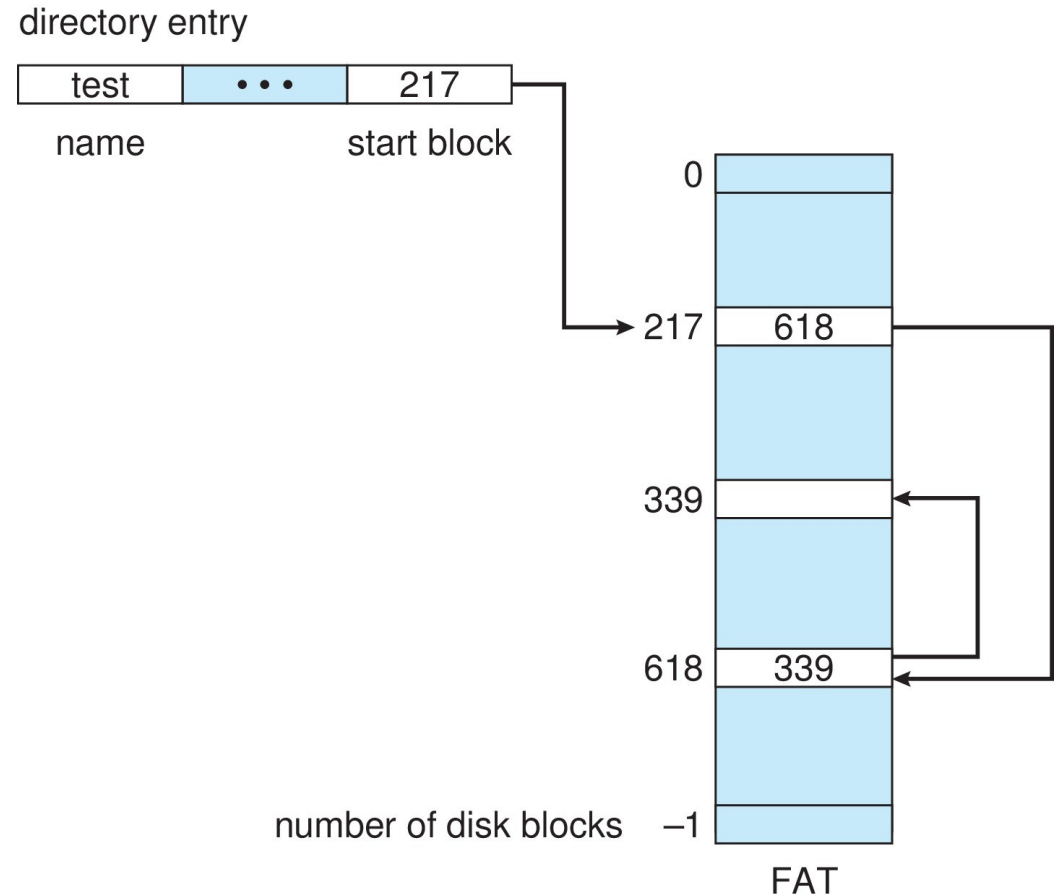 directory entry
test • • • 217
name start block
0
217 618
339
618 339
number of disk blocks –1
FAT